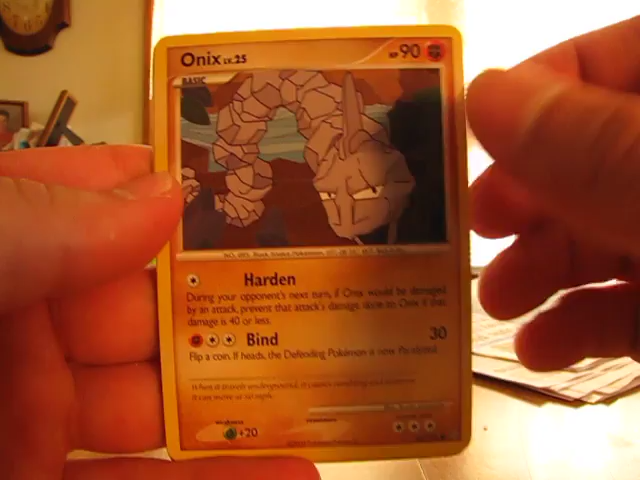 Onix LV.25 HP 90
BASIC
Harden
During your opponent's next turn, if Onix would be damaged
by an attack, prevent that attack's damage done to Onix if that
damage is 40 or less.
Bind 30
Flip a coin. If heads, the Defending Pokémon is now Paralyzed.
weakness
+20